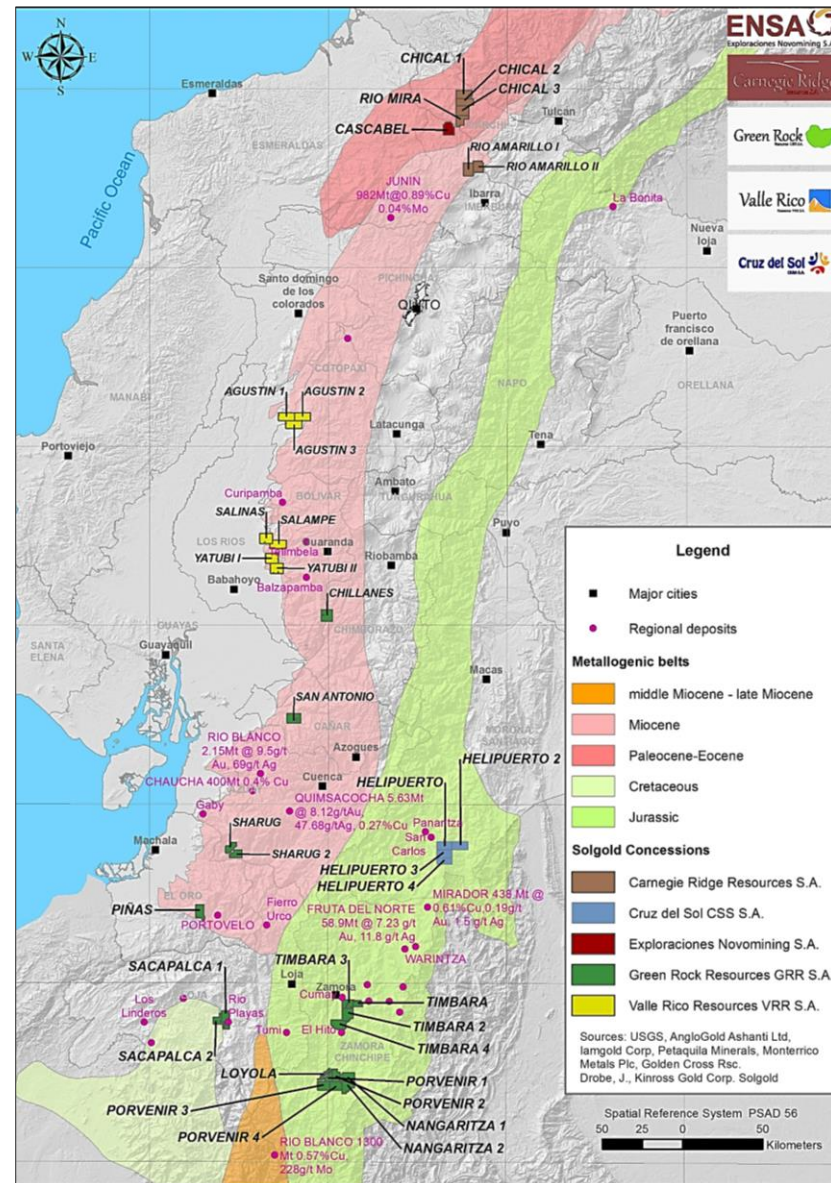 N
W
E
S
ENSA
Exploraciones Novomining S.A.
Carnegie Ridge
Green Rock
Valle Rico
Cruz del Sol
CHICAL 1
CHICAL 2
CHICAL 3
Esmeraldas
RIO MIRA
Tulcan
CASCABEL
ESMERALDAS
RIO AMARILLO I
RIO AMARILLO II
Pacific Ocean
JUNIN
982Mt@0.89%Cu
0.04%Mo
Ibarra
La Bonita
Nueva
loja
Santo domingo
de los
colorados
QUITO
Puerto
francisco
de orellana
COTOPAXI
NAPO
ORELLANA
MANABI
AGUSTIN 1
AGUSTIN 2
AGUSTIN 3
Latacunga
Tena
Portoviejo
Ambato
Curipamba
BOLIVAR
TUNGURAHUA
SALINAS
SALAMPE
LOS RIOS
Guaranda
Puyo
YATUBI I
YATUBI II
Riobamba
Babahoyo
Balzapamba
CHILLANES
GUAYAS
CHIMBORAZO
SANTA
ELENA
Guayaquil
Macas
SAN ANTONIO
CAÑAR
MORONA
SANTIAGO
RIO BLANCO
2.15Mt @ 9.5g/t
Au, 69g/t Ag
Azogues
HELIPUERTO 2
HELIPUERTO
CHAUCHA 400Mt 0.4% Cu
Cuenca
QUIMSACOCHA 5.63Mt
@ 8.12g/tAu,
47.68g/tAg, 0.27%Cu
Gaby
Panantza
San
Carlos
SHARUG
SHARUG 2
Machala
HELIPUERTO 3
HELIPUERTO 4
EL ORO
PIÑAS
Fierro
Urco
PORTOVELO
MIRADOR 438 Mt @
0.61%Cu,0.19g/t
Au, 1.5 g/t Ag
FRUTA DEL NORTE
58.9Mt @ 7.23 g/t
Au, 11.8 g/t Ag
WARINTZA
SACAPALCA 1
TIMBARA 3
Loja
Zamora
LOJA
Los
Linderos
Rio
Playas
TIMBARA
TIMBARA 2
TIMBARA 4
Tumi
El Hito
SACAPALCA 2
ZAMORA
CHINCHIPE
LOYOLA
PORVENIR 1
PORVENIR 2
PORVENIR 3
NANGARITZA 1
PORVENIR 4
NANGARITZA 2
RIO BLANCO 1300
Mt 0.57%Cu,
228g/t Mo
Legend
Major cities
Regional deposits
Metallogenic belts
middle Miocene - late Miocene
Miocene
Paleocene-Eocene
Cretaceous
Jurassic
Solgold Concessions
Carnegie Ridge Resources S.A.
Cruz del Sol CSS S.A.
Exploraciones Novomining S.A.
Green Rock Resources GRR S.A
Valle Rico Resources VRR S.A.
Sources: USGS, AngloGold Ashanti Ltd,
Iamgold Corp, Petaquila Minerals, Monterrico
Metals Plc, Golden Cross Rsc.
Drobe, J., Kinross Gold Corp. Solgold
Spatial Reference System PSAD 56
50 25 0 50
Kilometers